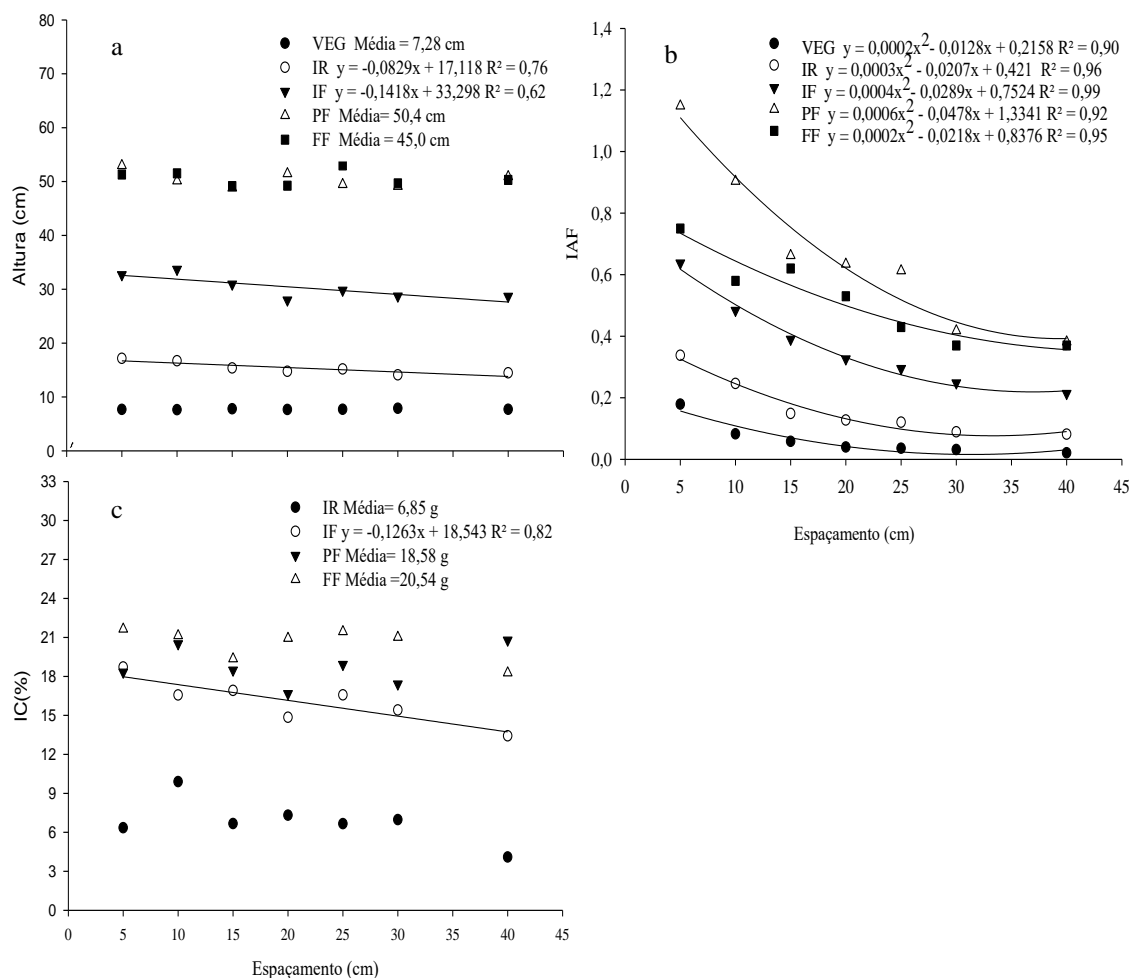 a
VEG Média = 7,28 cm
IR y = -0,0829x + 17,118 R² = 0,76
IF y = -0,1418x + 33,298 R² = 0,62
PF Média= 50,4 cm
FF Média = 45,0 cm
80
70
60
50
40
30
20
10
0
Altura (cm)
b
VEG y = 0,0002x² - 0,0128x + 0,2158 R² = 0,90
IR y = 0,0003x² - 0,0207x + 0,421 R² = 0,96
IF y = 0,0004x² - 0,0289x + 0,7524 R² = 0,99
PF y = 0,0006x² - 0,0478x + 1,3341 R² = 0,92
FF y = 0,0002x² - 0,0218x + 0,8376 R² = 0,95
1,4
1,2
1,0
0,8
0,6
0,4
0,2
0,0
IAF
0 5 10 15 20 25 30 35 40 45
Espaçamento (cm)
c
IR Média= 6,85 g
IF y = -0,1263x + 18,543 R² = 0,82
PF Média= 18,58 g
FF Média =20,54 g
33
30
27
24
21
18
15
12
9
6
3
0
IC(%)
0 5 10 15 20 25 30 35 40 45
Espaçamento (cm)